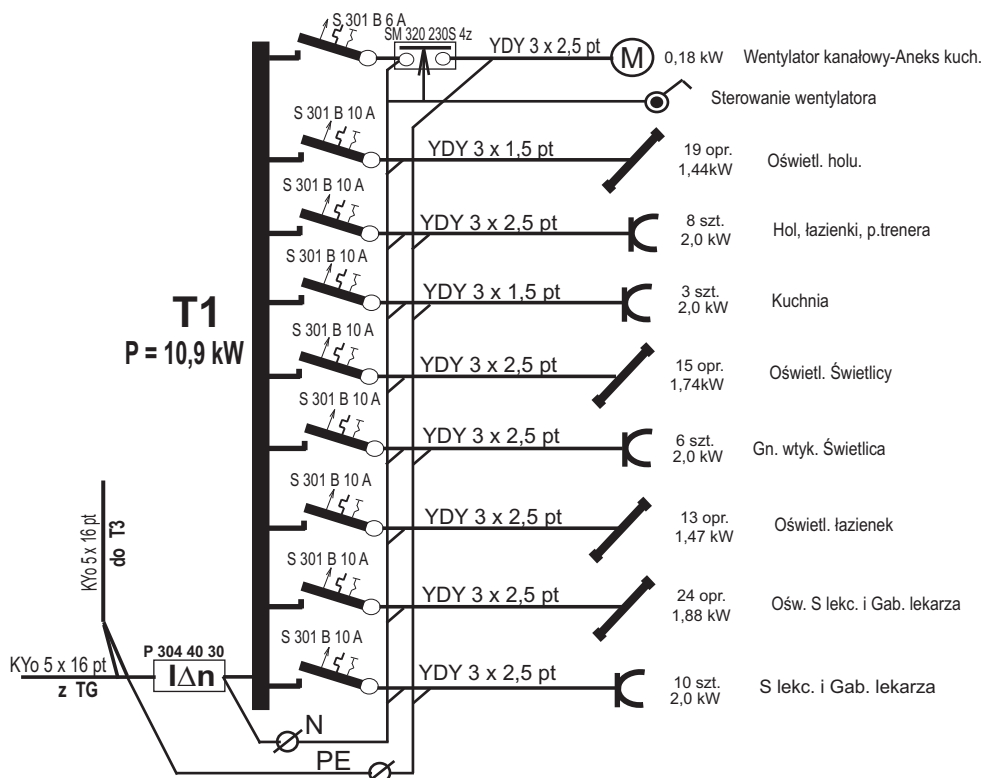 S 301 B 6 A
SM 320 230S 4z
YDY 3 x 2,5 pt
M
0,18 kW
Wentylator kanałowy-Aneks kuch.
Sterowanie wentylatora
S 301 B 10 A
YDY 3 x 1,5 pt
19 opr.
1,44kW
Oświetl. holu.
S 301 B 10 A
YDY 3 x 2,5 pt
8 szt.
2,0 kW
Hol, łazienki, p.trenera
S 301 B 10 A
YDY 3 x 1,5 pt
3 szt.
2,0 kW
Kuchnia
T1
P = 10,9 kW
S 301 B 10 A
YDY 3 x 2,5 pt
15 opr.
1,74kW
Oświetl. Świetlicy
S 301 B 10 A
YDY 3 x 2,5 pt
6 szt.
2,0 kW
Gn. wtyk. Świetlica
S 301 B 10 A
YDY 3 x 2,5 pt
13 opr.
1,47 kW
Oświetl. łazienek
S 301 B 10 A
YDY 3 x 2,5 pt
24 opr.
1,88 kW
Ośw. S lekc. i Gab. lekarza
S 301 B 10 A
YDY 3 x 2,5 pt
10 szt.
2,0 kW
S lekc. i Gab. lekarza
KYo 5 x 16 pt
do T3
KYo 5 x 16 pt
z TG
P 304 40 30
I∆n
N
PE